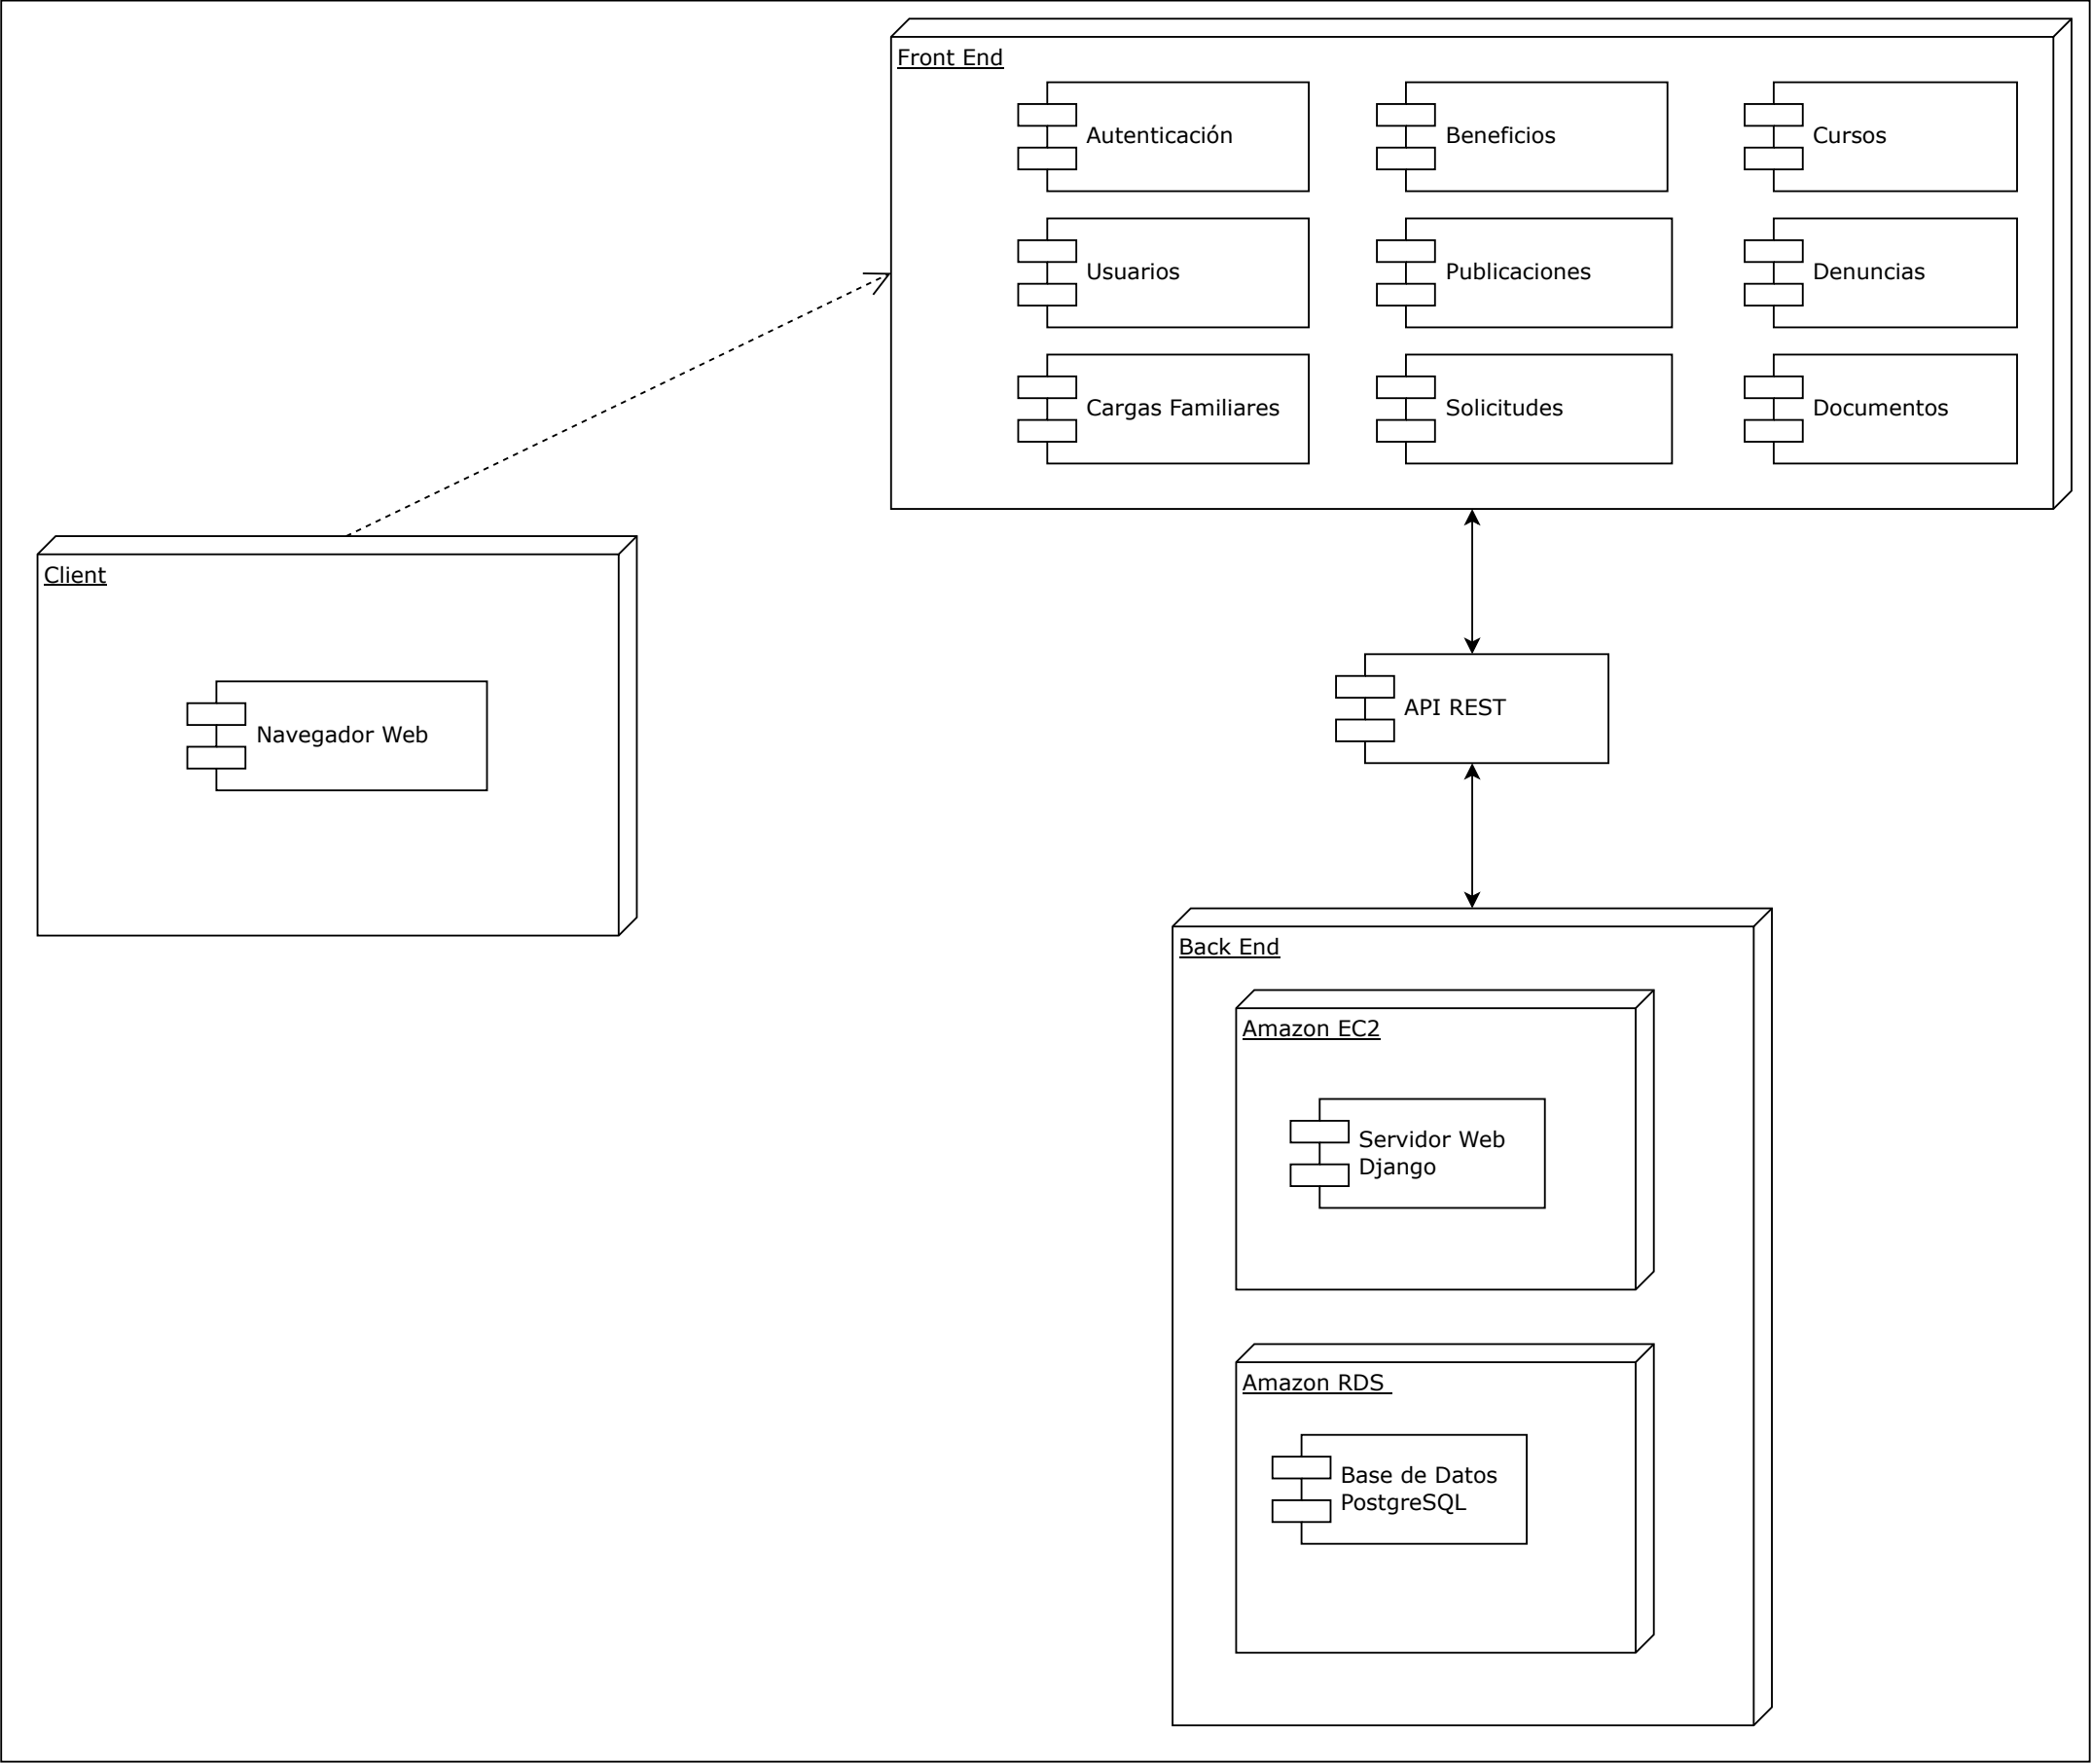 Front End
Autenticación
Beneficios
Cursos
Usuarios
Publicaciones
Denuncias
Cargas Familiares
Solicitudes
Documentos
Client
Navegador Web
API REST
Back End
Amazon EC2
Servidor Web
Django
Amazon RDS
Base de Datos
PostgreSQL